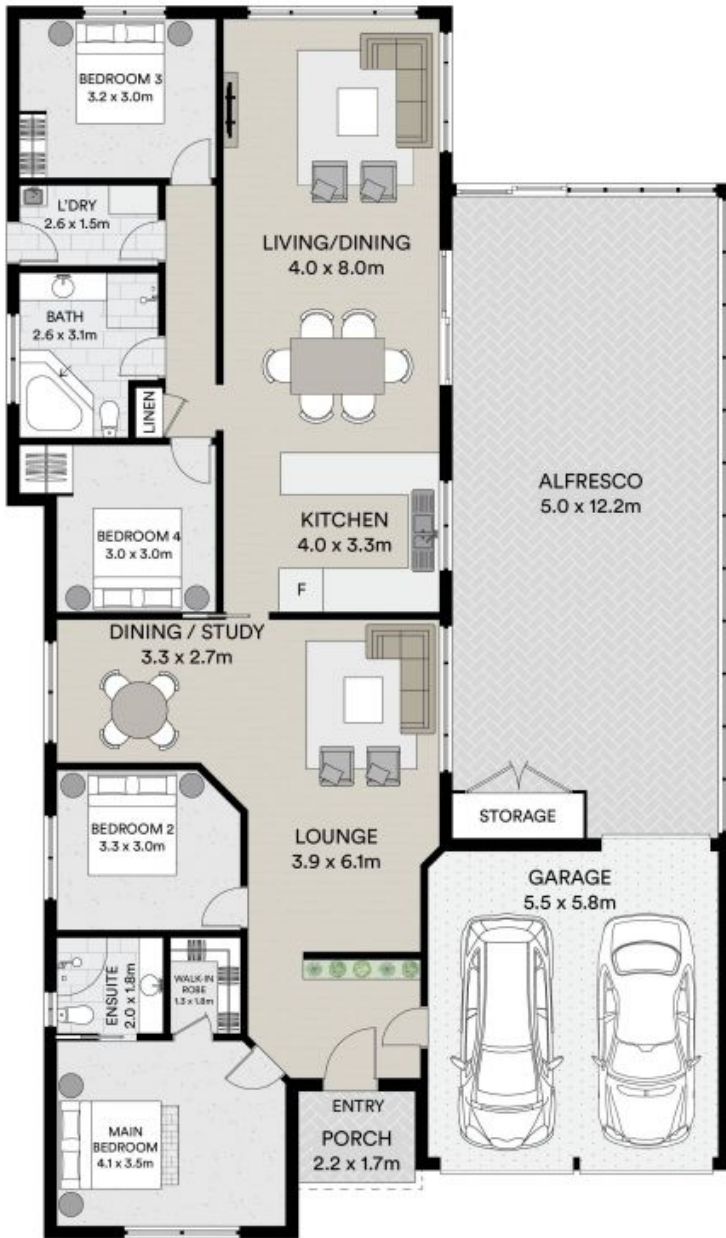 BEDROOM 3
3.2 x 3.0m
L'DRY
2.6 x 1.5m
LIVING/DINING
4.0 x 8.0m
BATH
2.6 x 3.1m
LINEN
ALFRESCO
5.0 x 12.2m
KITCHEN
4.0 x 3.3m
BEDROOM 4
3.0 x 3.0m
F
DINING / STUDY
3.3 x 2.7m
STORAGE
BEDROOM 2
3.3 x 3.0m
LOUNGE
3.9 x 6.1m
GARAGE
5.5 x 5.8m
ENSUITE
2.0 x 1.8m
WALK-IN
ROBE
1.3 x 1.8m
ENTRY
PORCH
2.2 x 1.7m
MAIN
BEDROOM
4.1 x 3.5m